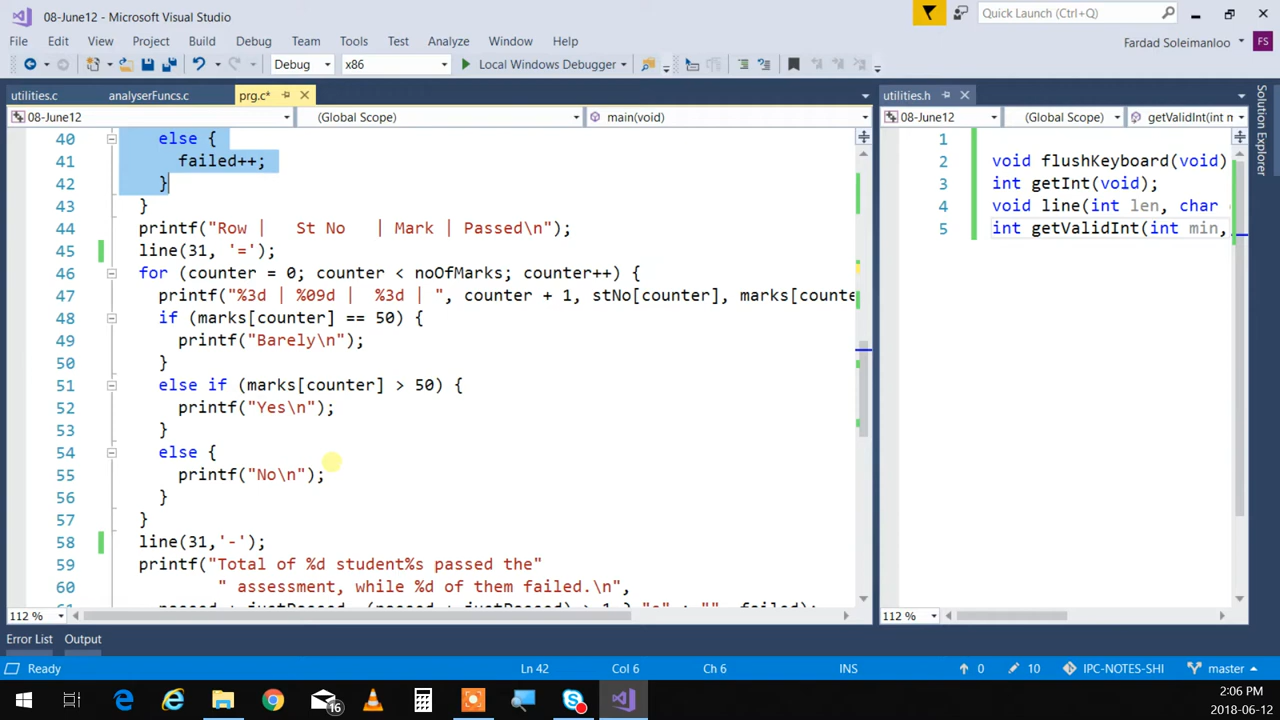 08-June12 - Microsoft Visual Studio
Quick Launch (Ctrl+Q)
File Edit View Project Build Debug Team Tools Test Analyze Window Help
Fardad Soleimanloo FS
Debug x86 Local Windows Debugger
utilities.c analyserFuncs.c prg.c* utilities.h
08-June12 (Global Scope) main(void) 08-June12 (Global Scope) getValidInt(int m
40 else {
41 failed++;
42 }
43 }
44 printf("Row | St No | Mark | Passed\n");
45 line(31, '=');
46 for (counter = 0; counter < noOfMarks; counter++) {
47 printf("%3d | %09d | %3d | ", counter + 1, stNo[counter], marks[counte
48 if (marks[counter] == 50) {
49 printf("Barely\n");
50 }
51 else if (marks[counter] > 50) {
52 printf("Yes\n");
53 }
54 else {
55 printf("No\n");
56 }
57 }
58 line(31,'-');
59 printf("Total of %d student%s passed the"
60 " assessment, while %d of them failed.\n",
1
2 void flushKeyboard(void)
3 int getInt(void);
4 void line(int len, char
5 int getValidInt(int min,
Solution Explorer
112 % 112 %
Error List Output
Ready Ln 42 Col 6 Ch 6 INS 0 10 IPC-NOTES-SHI master
16
2:06 PM
2018-06-12